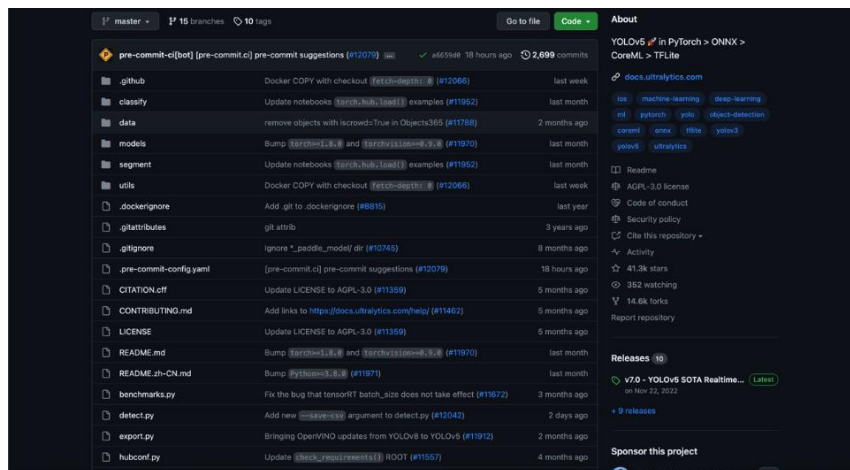 master
15 branches
10 tags
Go to file
Code
pre-commit-ci[bot] [pre-commit.ci] pre-commit suggestions (#12079) ... a6659d0 18 hours ago 2,699 commits
.github Docker COPY with checkout fetch-depth: 0 (#12066) last week
classify Update notebooks torch.hub.load() examples (#11952) last month
data remove objects with iscrowd=True in Objects365 (#11788) 2 months ago
models Bump torch>=1.8.0 and torchvision>=0.9.0 (#11970) last month
segment Update notebooks torch.hub.load() examples (#11952) last month
utils Docker COPY with checkout fetch-depth: 0 (#12066) last week
.dockerignore Add .git to .dockerignore (#8815) last year
.gitattributes git attrib 3 years ago
.gitignore Ignore *_paddle_model/ dir (#10745) 8 months ago
.pre-commit-config.yaml [pre-commit.ci] pre-commit suggestions (#12079) 18 hours ago
CITATION.cff Update LICENSE to AGPL-3.0 (#11359) 5 months ago
CONTRIBUTING.md Add links to https://docs.ultralytics.com/help/ (#11462) 5 months ago
LICENSE Update LICENSE to AGPL-3.0 (#11359) 5 months ago
README.md Bump torch>=1.8.0 and torchvision>=0.9.0 (#11970) last month
README.zh-CN.md Bump Python>=3.8.0 (#11971) last month
benchmarks.py Fix the bug that tensorRT batch_size does not take effect (#11672) 3 months ago
detect.py Add new --save-csv argument to detect.py (#12042) 2 days ago
export.py Bringing OpenVINO updates from YOLOv8 to YOLOv5 (#11912) 2 months ago
hubconf.py Update check_requirements() ROOT (#11557) 4 months ago
About
YOLOv5 🚀 in PyTorch > ONNX >
CoreML > TFLite
docs.ultralytics.com
ios machine-learning deep-learning
ml pytorch yolo object-detection
coreml onnx tflite yolov3
yolov5 ultralytics
Readme
AGPL-3.0 license
Code of conduct
Security policy
Cite this repository
Activity
41.3k stars
352 watching
14.6k forks
Report repository
Releases 10
v7.0 - YOLOv5 SOTA Realtime... Latest
on Nov 22, 2022
+ 9 releases
Sponsor this project